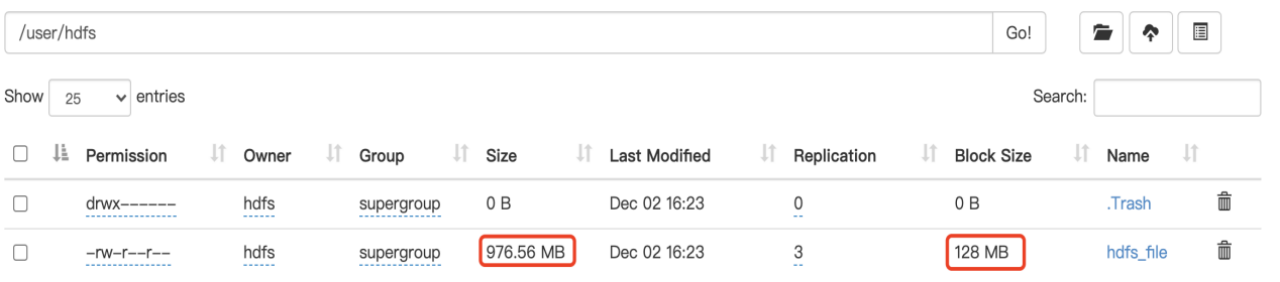 /user/hdfs Go!
Show 25 entries Search:
Permission Owner Group Size Last Modified Replication Block Size Name
drwx------ hdfs supergroup 0 B Dec 02 16:23 0 0 B .Trash
-rw-r--r-- hdfs supergroup 976.56 MB Dec 02 16:23 3 128 MB hdfs_file